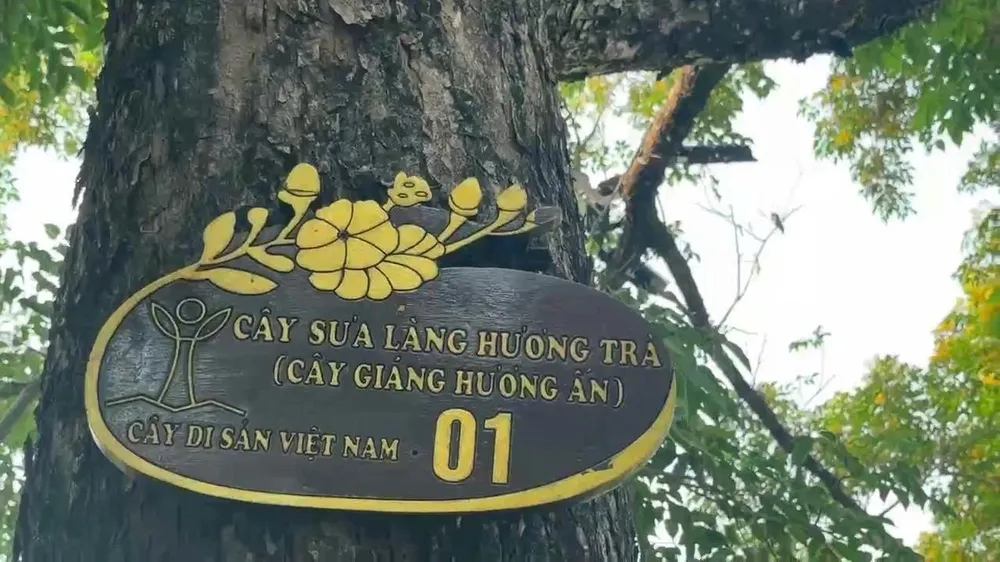 CÂY SƯA LÀNG HƯƠNG TRÀ
(CÂY GIÁNG HƯƠNG ẤN)
CÂY DI SẢN VIỆT NAM - 01